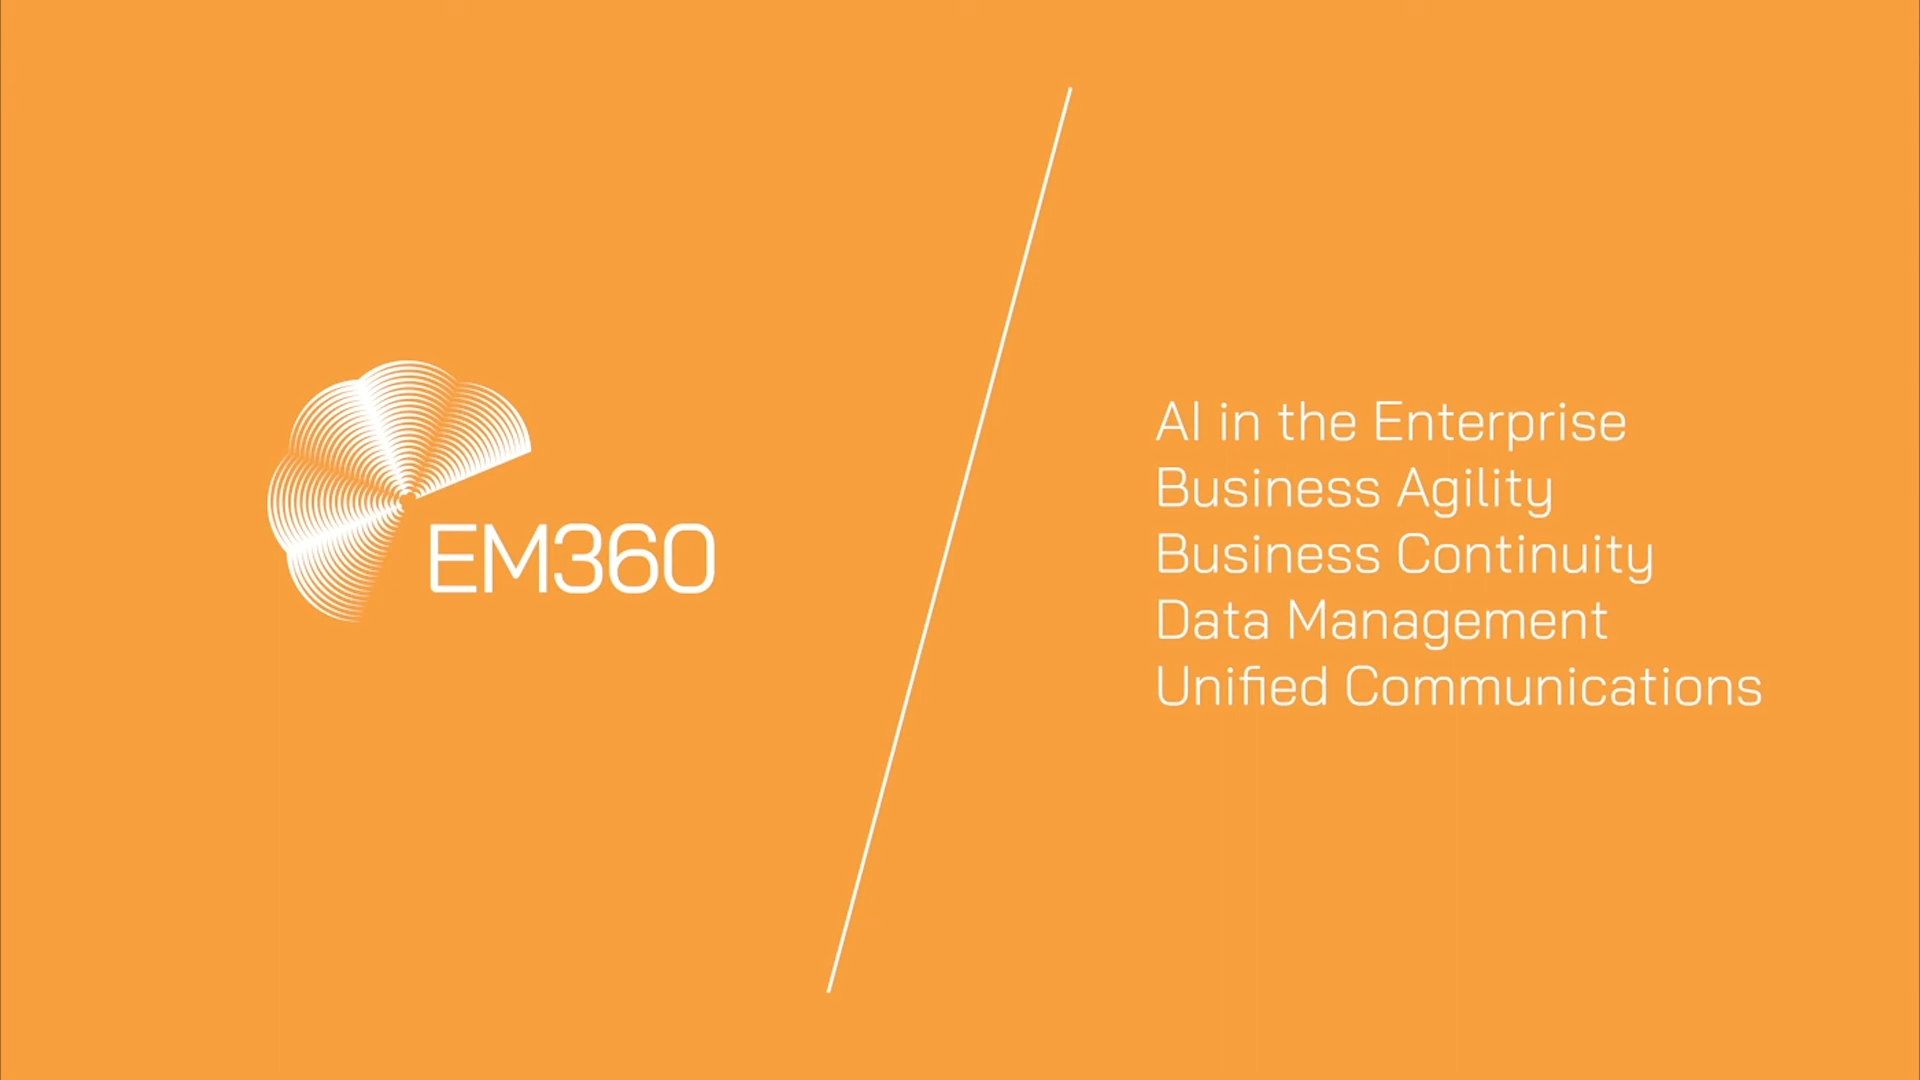 EM360
AI in the Enterprise
Business Agility
Business Continuity
Data Management
Unified Communications